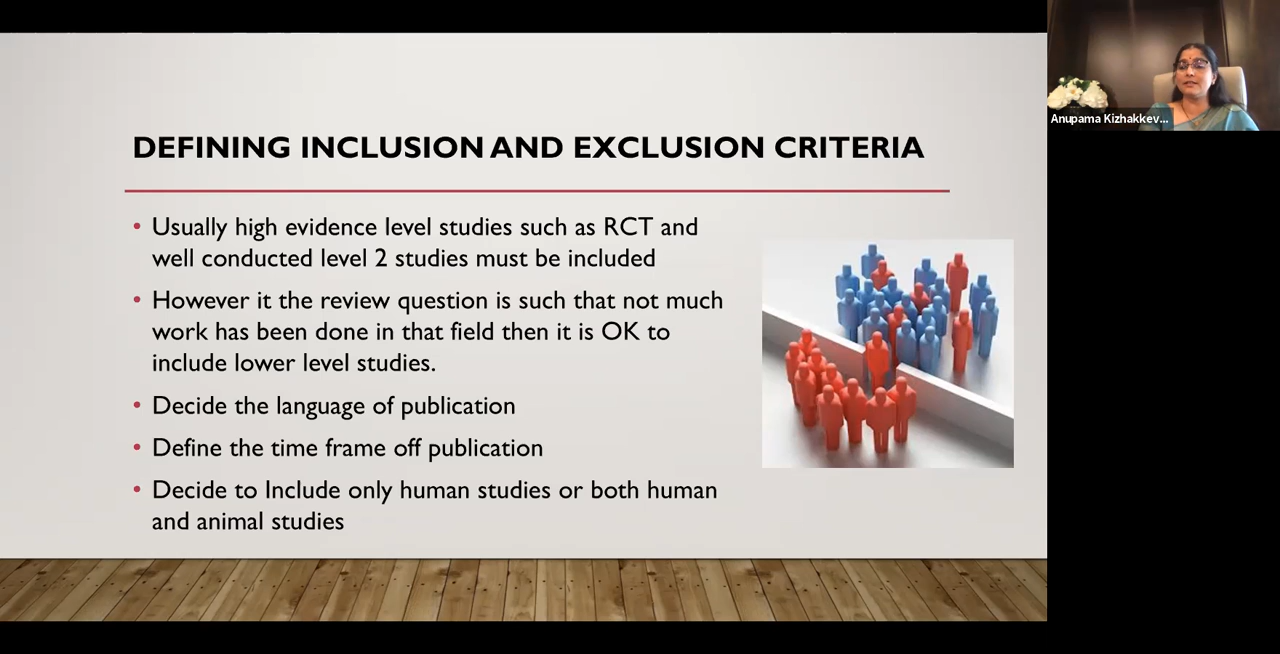 DEFINING INCLUSION AND EXCLUSION CRITERIA
• Usually high evidence level studies such as RCT and
well conducted level 2 studies must be included
• However it the review question is such that not much
work has been done in that field then it is OK to
include lower level studies.
• Decide the language of publication
• Define the time frame off publication
• Decide to Include only human studies or both human
and animal studies
Anupama Kizhakkev...